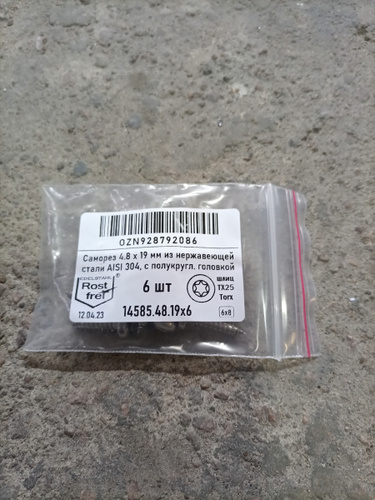 OZN928792086
Саморез 4.8 x 19 мм из нержавеющей
стали AISI 304, с полукругл. головкой
EDELSTAHL
Rost
frei
®
6 шт
шлиц
TX25
Torx
12.04.23
14585.48.19x6
6x8